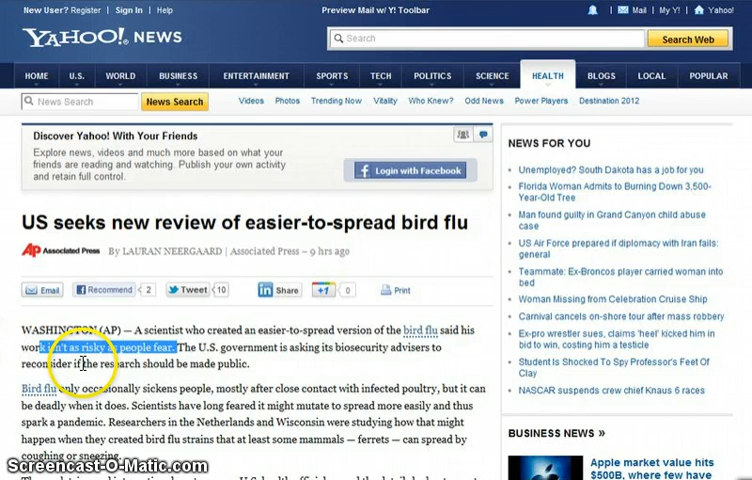 New User? Register | Sign In | Help
Preview Mail w/ Y! Toolbar
Mail | My Y! | Yahoo!
YAHOO! NEWS
Search
Search Web
HOME U.S. WORLD BUSINESS ENTERTAINMENT SPORTS TECH POLITICS SCIENCE HEALTH BLOGS LOCAL POPULAR
News Search
News Search
Videos Photos Trending Now Vitality Who Knew? Odd News Power Players Destination 2012
Discover Yahoo! With Your Friends
Explore news, videos and much more based on what your
friends are reading and watching. Publish your own activity
and retain full control.
Login with Facebook
US seeks new review of easier-to-spread bird flu
AP Associated Press By LAURAN NEERGAARD | Associated Press – 9 hrs ago
Email Recommend 2 Tweet 10 Share +1 0 Print
WASHINGTON (AP) — A scientist who created an easier-to-spread version of the bird flu said his
work isn't as risky as people fear. The U.S. government is asking its biosecurity advisers to
reconsider if the research should be made public.
Bird flu only occasionally sickens people, mostly after close contact with infected poultry, but it can
be deadly when it does. Scientists have long feared it might mutate to spread more easily and thus
spark a pandemic. Researchers in the Netherlands and Wisconsin were studying how that might
happen when they created bird flu strains that at least some mammals — ferrets — can spread by
coughing or sneezing.
NEWS FOR YOU
Unemployed? South Dakota has a job for you
Florida Woman Admits to Burning Down 3,500-
Year-Old Tree
Man found guilty in Grand Canyon child abuse
case
US Air Force prepared if diplomacy with Iran fails:
general
Teammate: Ex-Broncos player carried woman into
bed
Woman Missing from Celebration Cruise Ship
Carnival cancels on-shore tour after mass robbery
Ex-pro wrestler sues, claims 'heel' kicked him in
bid to win, costing him a testicle
Student Is Shocked To Spy Professor's Feet Of
Clay
NASCAR suspends crew chief Knaus 6 races
BUSINESS NEWS »
Apple market value hits
$500B, where few have
Screencast-O-Matic.com